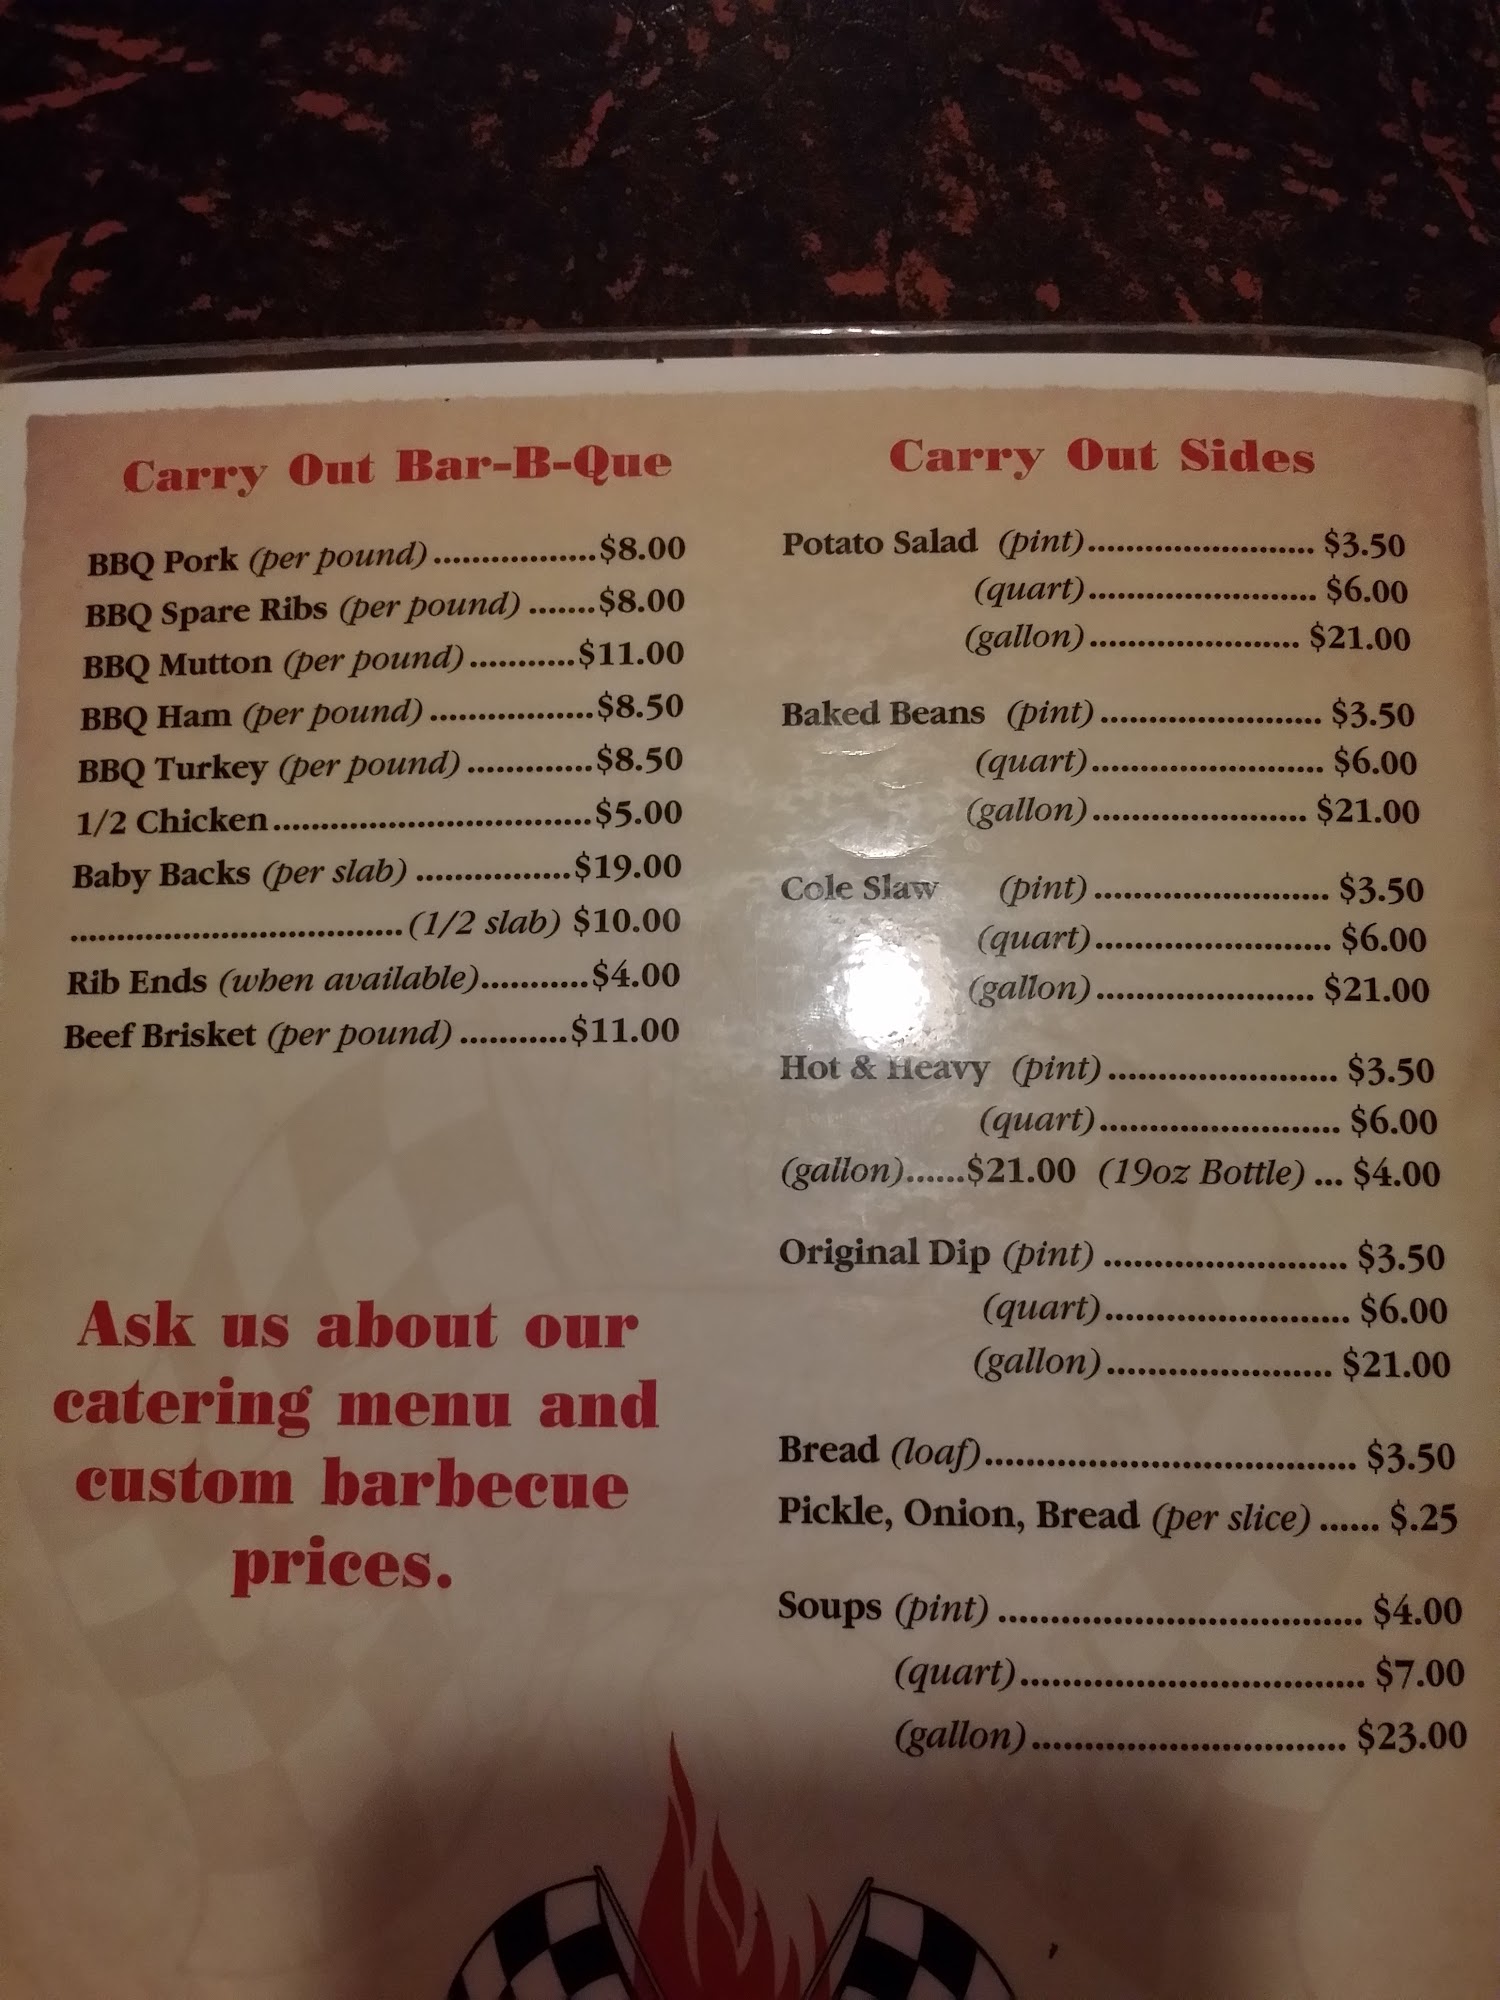 Carry Out Bar-B-Que
BBQ Pork (per pound)..................$8.00
BBQ Spare Ribs (per pound) .......$8.00
BBQ Mutton (per pound)............$11.00
BBQ Ham (per pound)..................$8.50
BBQ Turkey (per pound)..............$8.50
1/2 Chicken...................................$5.00
Baby Backs (per slab) .................$19.00
....................................(1/2 slab) $10.00
Rib Ends (when available)............$4.00
Beef Brisket (per pound) ............$11.00
Ask us about our
catering menu and
custom barbecue
prices.
Carry Out Sides
Potato Salad (pint)......................... $3.50
(quart)......................... $6.00
(gallon)....................... $21.00
Baked Beans (pint)........................ $3.50
(quart)......................... $6.00
(gallon)....................... $21.00
Cole Slaw (pint).......................... $3.50
(quart)......................... $6.00
(gallon)....................... $21.00
Hot & Heavy (pint)......................... $3.50
(quart).......................... $6.00
(gallon)......$21.00 (19oz Bottle) ... $4.00
Original Dip (pint) .......................... $3.50
(quart).......................... $6.00
(gallon)........................ $21.00
Bread (loaf)........................................ $3.50
Pickle, Onion, Bread (per slice) ...... $.25
Soups (pint) ....................................... $4.00
(quart)..................................... $7.00
(gallon).................................. $23.00